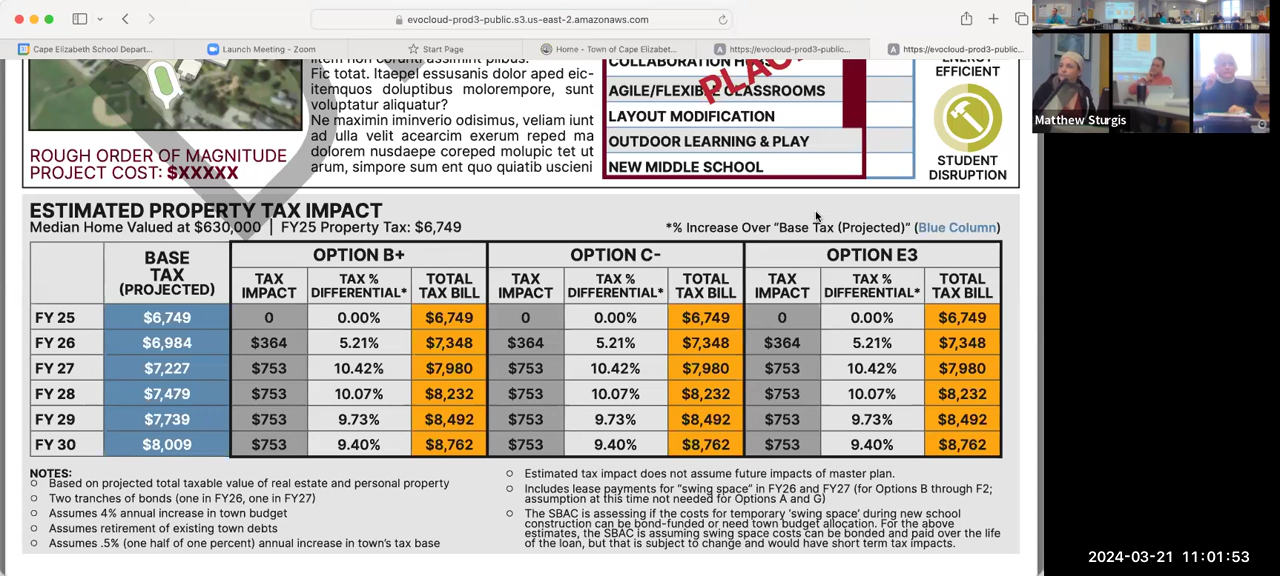 evocloud-prod3-public.s3.us-east-2.amazonaws.com
Cape Elizabeth School Depart...
Launch Meeting - Zoom
Start Page
Home - Town of Cape Elizabet...
https://evocloud-prod3-public...
https://evocloud-prod3-public...
Matthew Sturgis
Fic totat. Itaepel essusanis dolor aped eic-
itemquos doluptibus molorempore, sunt
voluptatur aliquatur?
Ne maximin iminverio odisimus, veliam iunt
ad ulla velit acearcim exerum reped ma
dolorem nusdaepe coreped molupic tet ut
arum, simpore sum ent quo quiatib uscieni
ROUGH ORDER OF MAGNITUDE
PROJECT COST: $XXXXX
COLLABORATION HUBS
AGILE/FLEXIBLE CLASSROOMS
LAYOUT MODIFICATION
OUTDOOR LEARNING & PLAY
NEW MIDDLE SCHOOL
ENERGY
EFFICIENT
STUDENT
DISRUPTION
ESTIMATED PROPERTY TAX IMPACT
Median Home Valued at $630,000 | FY25 Property Tax: $6,749
*% Increase Over “Base Tax (Projected)” (Blue Column)
BASE TAX (PROJECTED) OPTION B+ OPTION C- OPTION E3
TAX IMPACT TAX % DIFFERENTIAL* TOTAL TAX BILL TAX IMPACT TAX % DIFFERENTIAL* TOTAL TAX BILL TAX IMPACT TAX % DIFFERENTIAL* TOTAL TAX BILL
FY 25 $6,749 0 0.00% $6,749 0 0.00% $6,749 0 0.00% $6,749
FY 26 $6,984 $364 5.21% $7,348 $364 5.21% $7,348 $364 5.21% $7,348
FY 27 $7,227 $753 10.42% $7,980 $753 10.42% $7,980 $753 10.42% $7,980
FY 28 $7,479 $753 10.07% $8,232 $753 10.07% $8,232 $753 10.07% $8,232
FY 29 $7,739 $753 9.73% $8,492 $753 9.73% $8,492 $753 9.73% $8,492
FY 30 $8,009 $753 9.40% $8,762 $753 9.40% $8,762 $753 9.40% $8,762
NOTES:
Based on projected total taxable value of real estate and personal property
Two tranches of bonds (one in FY26, one in FY27)
Assumes 4% annual increase in town budget
Assumes retirement of existing town debts
Assumes .5% (one half of one percent) annual increase in town’s tax base
Estimated tax impact does not assume future impacts of master plan.
Includes lease payments for “swing space” in FY26 and FY27 (for Options B through F2;
assumption at this time not needed for Options A and G)
The SBAC is assessing if the costs for temporary ‘swing space’ during new school
construction can be bond-funded or need town budget allocation. For the above
estimates, the SBAC is assuming swing space costs can be bonded and paid over the life
of the loan, but that is subject to change and would have short term tax impacts.
2024-03-21 11:01:53